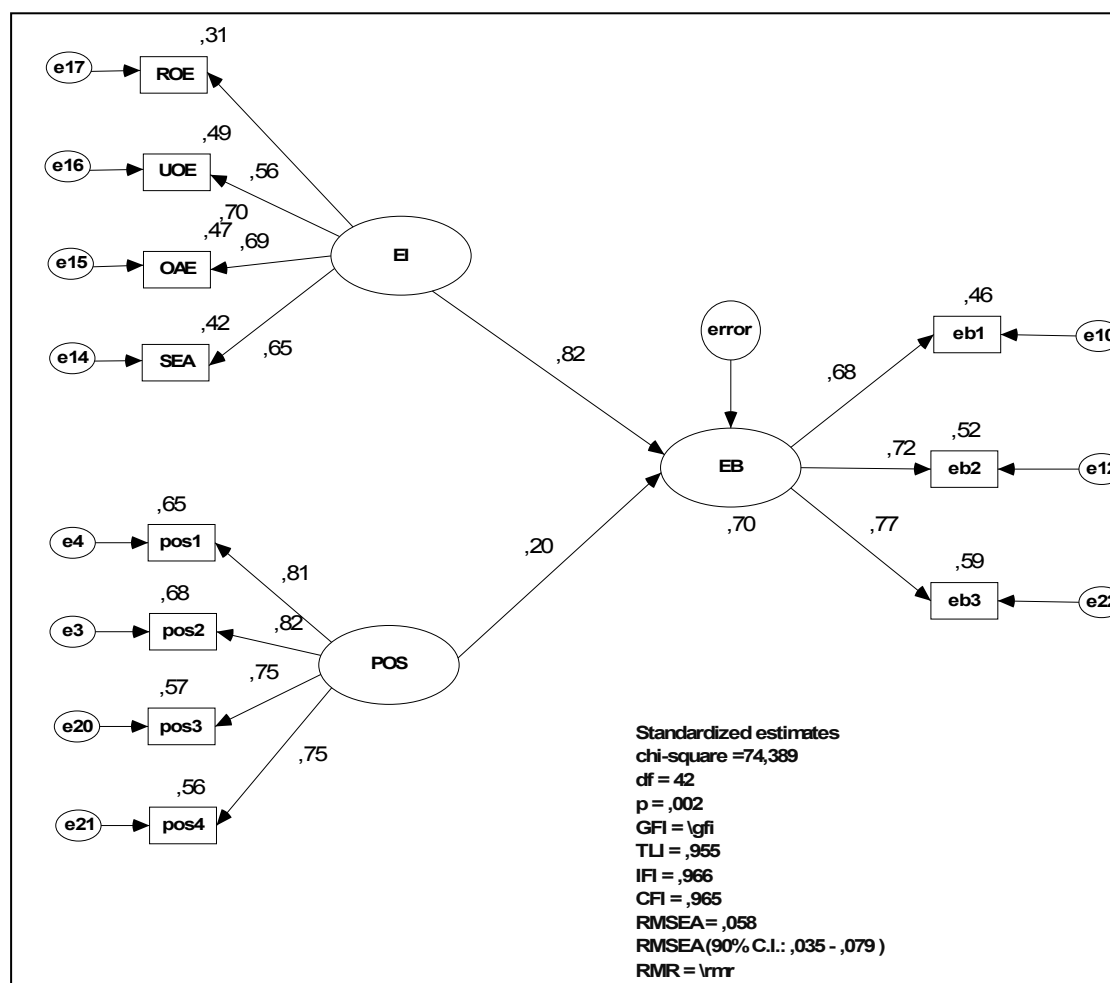 ,31
e17
ROE
,49
e16
UOE
,56
,70
,47
,69
e15
OAE
EI
,42
e14
SEA
,65
error
,46
eb1
e10
,82
,68
,52
,72
EB
eb2
e12
,70
,77
,65
e4
pos1
,20
,59
,81
eb3
e22
,68
,82
e3
pos2
POS
,75
,57
e20
pos3
,75
,56
e21
pos4
Standardized estimates
chi-square =74,389
df = 42
p = ,002
GFI = \gfi
TLI = ,955
IFI = ,966
CFI = ,965
RMSEA = ,058
RMSEA (90% C.I.: ,035 - ,079 )
RMR = \rmr